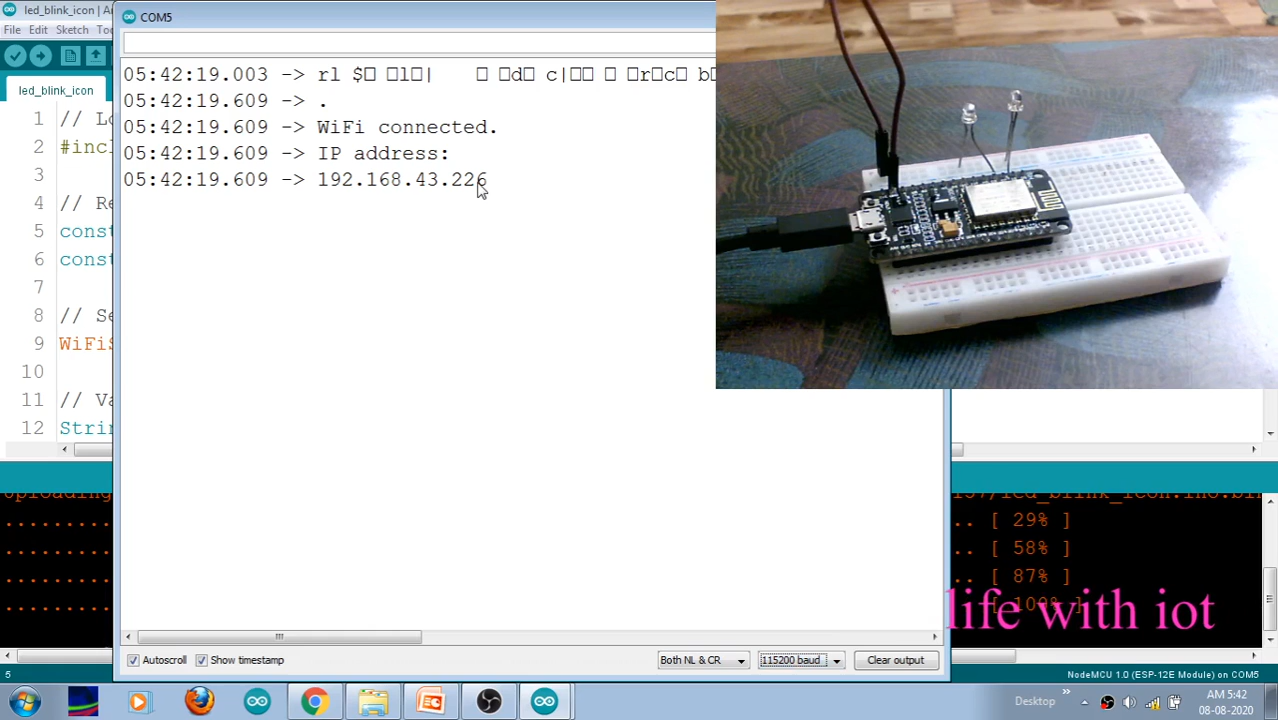 led_blink_icon | A
COM5
File Edit Sketch
led_blink_icon
05:42:19.003 -> rl $
05:42:19.609 -> .
05:42:19.609 -> WiFi connected.
05:42:19.609 -> IP address:
05:42:19.609 -> 192.168.43.226
1 // L
2 #incl
3
4 // Re
5 const
6 const
7
8 // Se
9 WiFiS
10
11 // Va
12 Strin
.. [ 29% ]
.. [ 58% ]
.. [ 87% ]
.. [ 100% ]
life with iot
Autoscroll Show timestamp Both NL & CR 115200 baud Clear output
5 NodeMCU 1.0 (ESP-12E Module) on COM5
Desktop
AM 5:42
08-08-2020